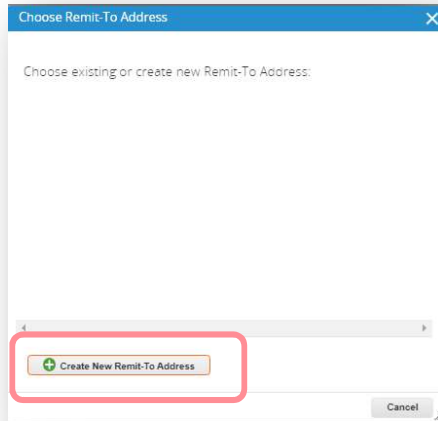 Choose Remit-To Address
Choose existing or create new Remit-To Address:
Create New Remit-To Address
Cancel